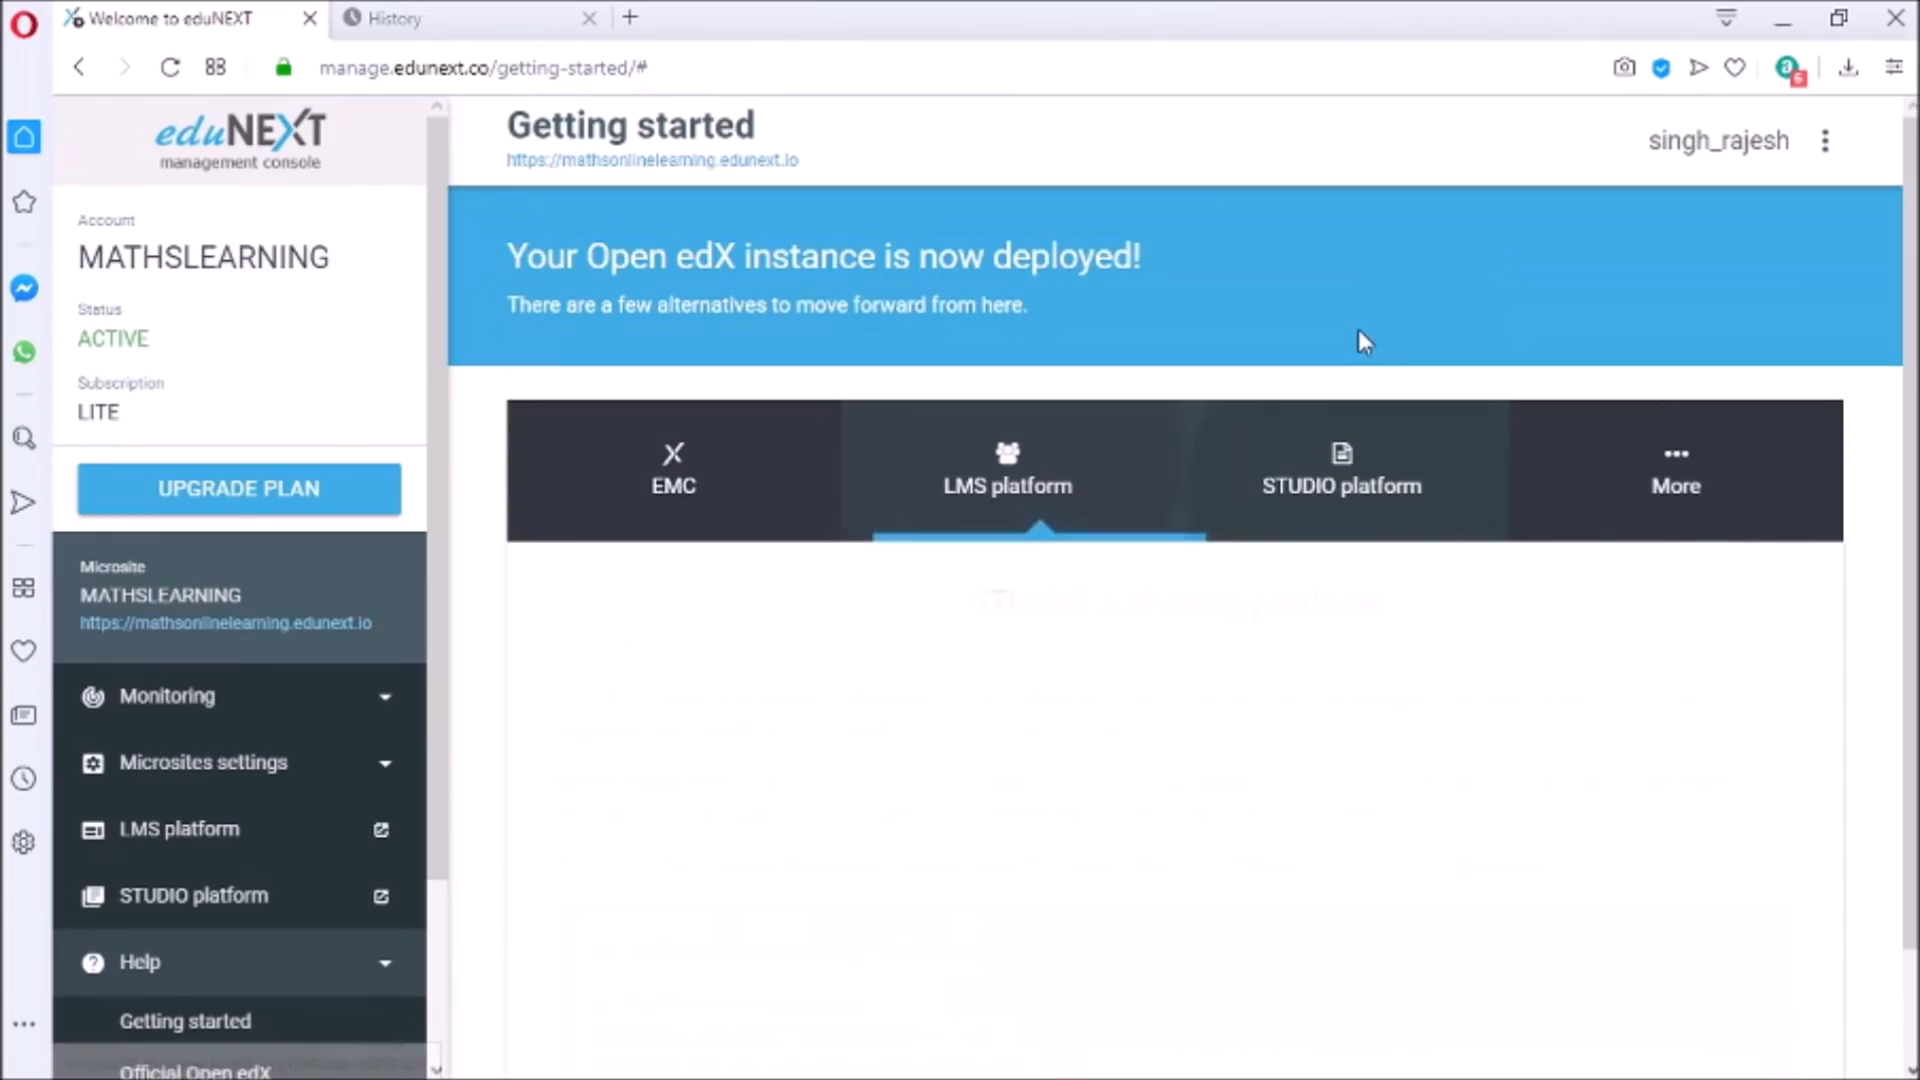 Welcome to eduNEXT
History
manage.edunext.co/getting-started/#
6
eduNEXT
management console
Account
MATHSLEARNING
Status
ACTIVE
Subscription
LITE
UPGRADE PLAN
Microsite
MATHSLEARNING
https://mathsonlinelearning.edunext.io
Monitoring
Microsites settings
LMS platform
STUDIO platform
Help
Getting started
Official Open edX
Getting started
https://mathsonlinelearning.edunext.io
singh_rajesh
Your Open edX instance is now deployed!
There are a few alternatives to move forward from here.
EMC
LMS platform
STUDIO platform
More